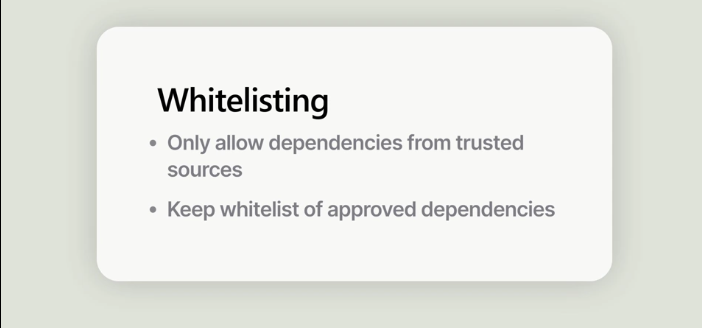 Whitelisting
• Only allow dependencies from trusted
sources
• Keep whitelist of approved dependencies